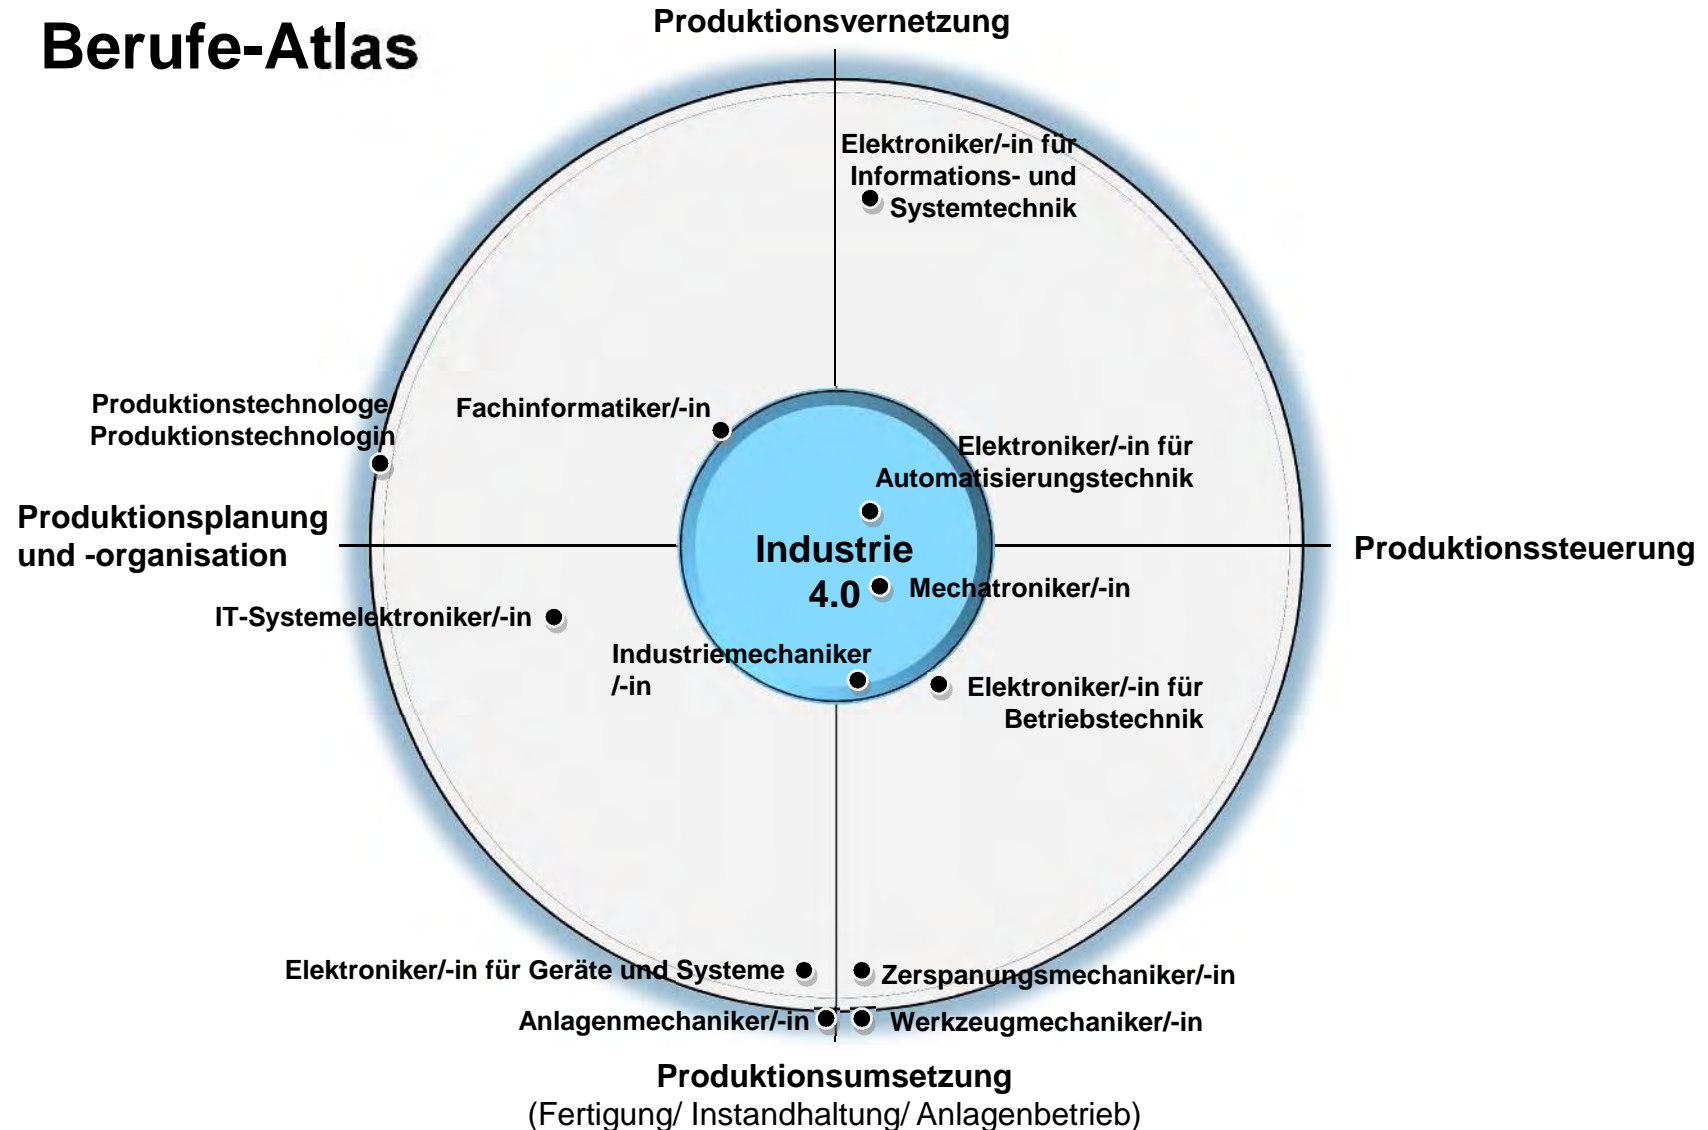 Berufe-Atlas
Produktionsvernetzung
Elektroniker/-in für
Informations- und
Systemtechnik
Produktionstechnologe/
Produktionstechnologin
Fachinformatiker/-in
Elektroniker/-in für
Automatisierungstechnik
Produktionsplanung
und -organisation
Industrie
4.0
Produktionssteuerung
Mechatroniker/-in
IT-Systemelektroniker/-in
Industriemechaniker
/-in
Elektroniker/-in für
Betriebstechnik
Elektroniker/-in für Geräte und Systeme
Zerspanungsmechaniker/-in
Anlagenmechaniker/-in
Werkzeugmechaniker/-in
Produktionsumsetzung
(Fertigung/ Instandhaltung/ Anlagenbetrieb)